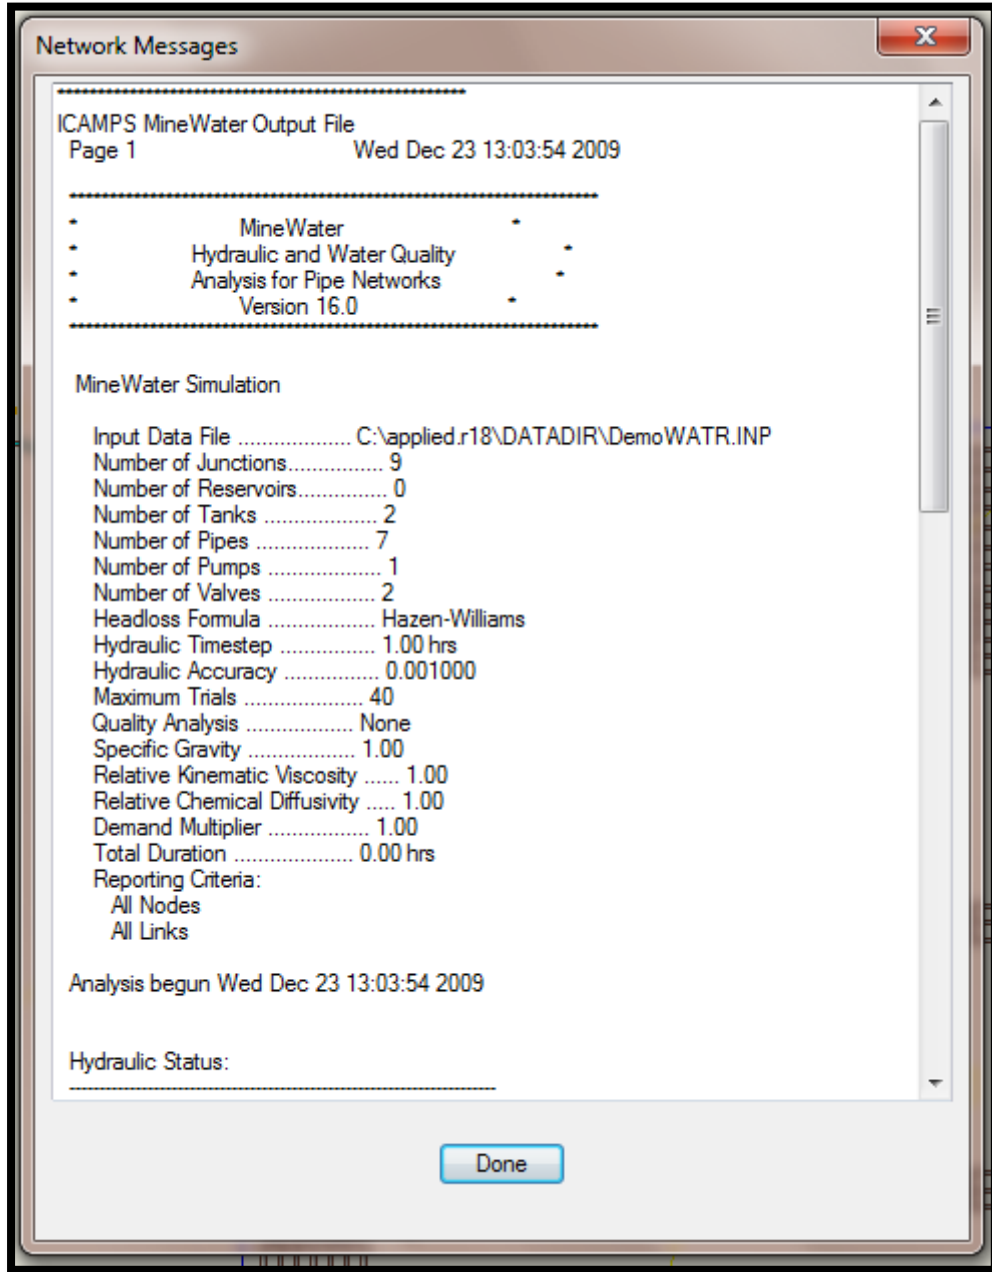 Network Messages
***************************************************
ICAMPS MineWater Output File
Page 1 Wed Dec 23 13:03:54 2009
******************************************************************
* MineWater *
* Hydraulic and Water Quality *
* Analysis for Pipe Networks *
* Version 16.0 *
******************************************************************
MineWater Simulation
Input Data File ................... C:\applied.r18\DATADIR\DemoWATR.INP
Number of Junctions................ 9
Number of Reservoirs............... 0
Number of Tanks ................... 2
Number of Pipes ................... 7
Number of Pumps ................... 1
Number of Valves .................. 2
Headloss Formula .................. Hazen-Williams
Hydraulic Timestep ................ 1.00 hrs
Hydraulic Accuracy ................ 0.001000
Maximum Trials .................... 40
Quality Analysis .................. None
Specific Gravity .................. 1.00
Relative Kinematic Viscosity ...... 1.00
Relative Chemical Diffusivity ..... 1.00
Demand Multiplier ................. 1.00
Total Duration .................... 0.00 hrs
Reporting Criteria:
All Nodes
All Links
Analysis begun Wed Dec 23 13:03:54 2009
Hydraulic Status:
-----------------------------------------------------------------------
Done